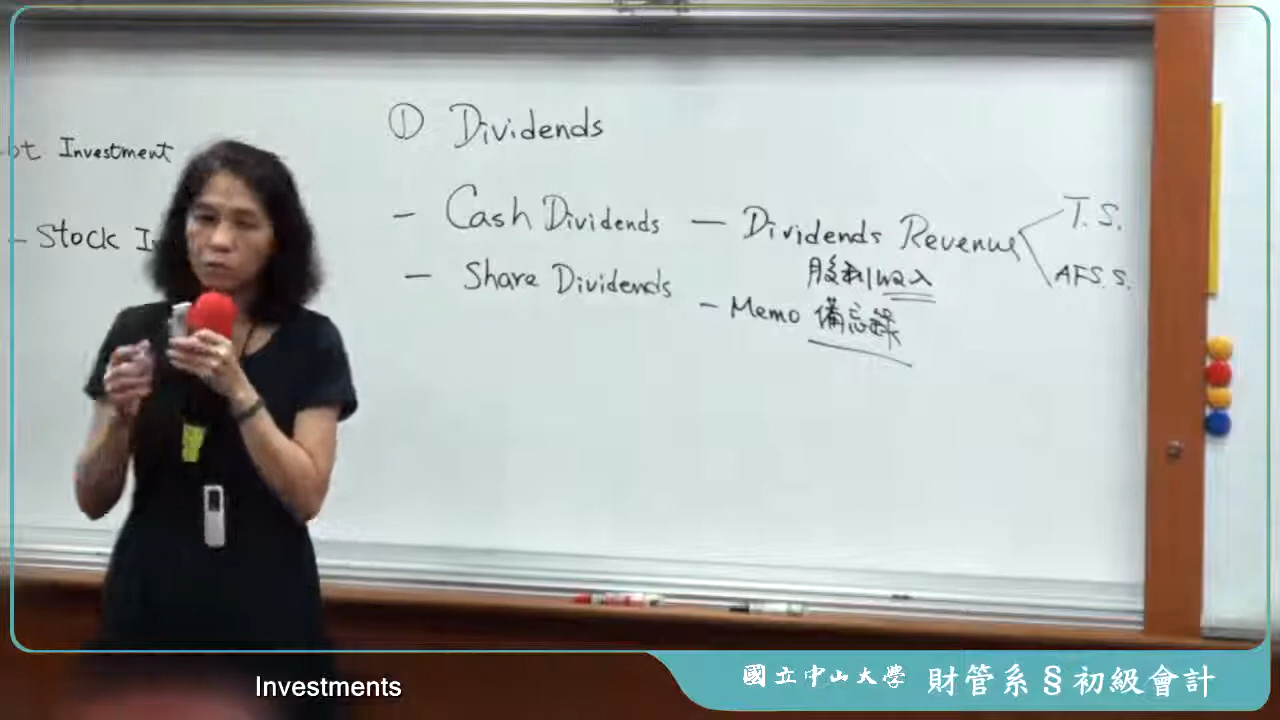 ① Dividends
bt Investment
- Cash Dividends - Dividends Revenue T.S.
- Stock
股利收入 AFS.S.
- Share Dividends
- Memo 備忘錄
Investments
國立中山大學 財管系§初級會計